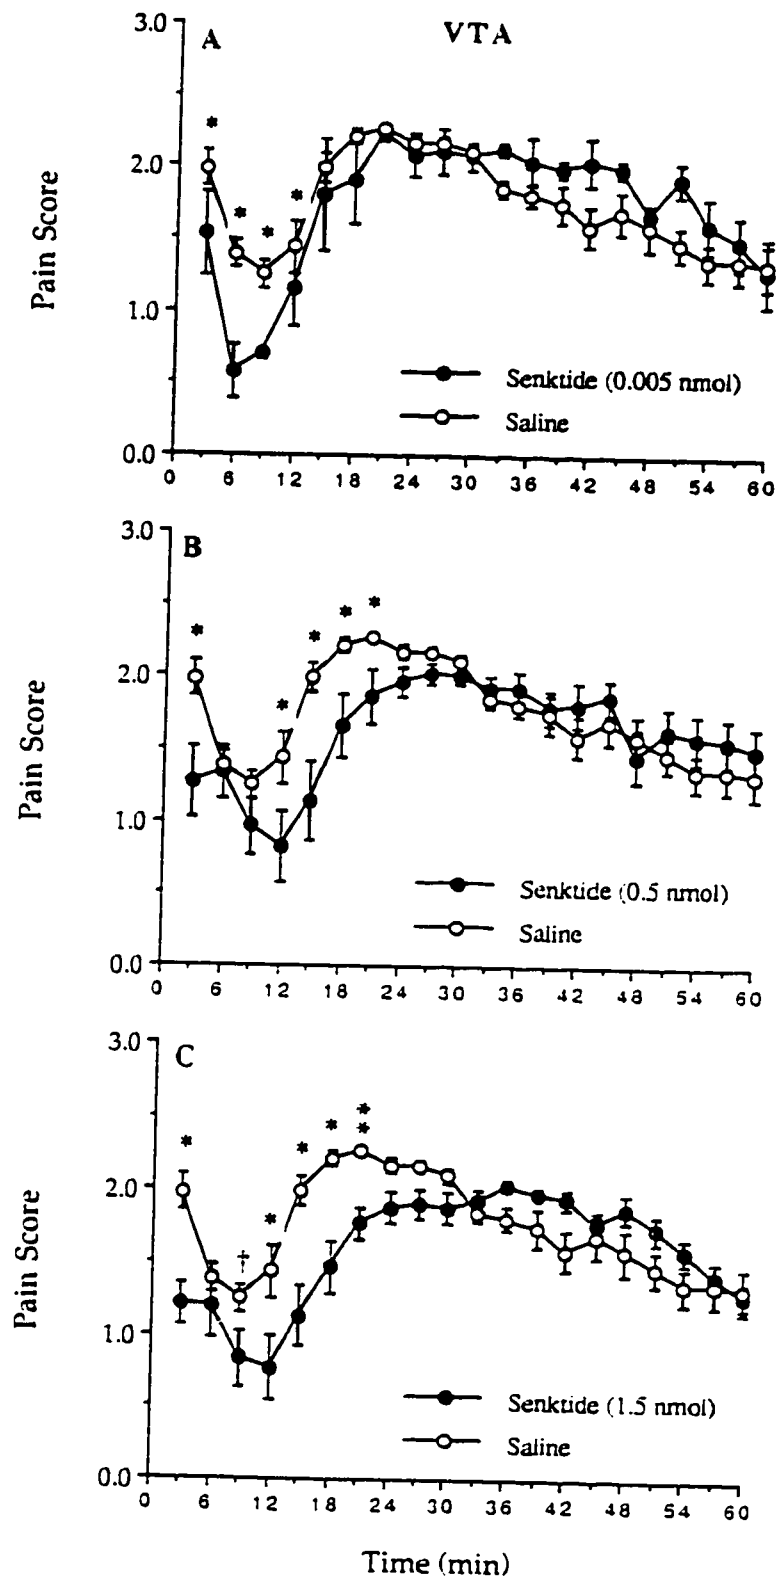 VTA
A
3.0
2.0
1.0
0.0
Pain Score
*
*
*
*
Senktide (0.005 nmol)
Saline
0 6 12 18 24 30 36 42 48 54 60
B
3.0
2.0
1.0
0.0
Pain Score
*
*
*
*
*
Senktide (0.5 nmol)
Saline
0 6 12 18 24 30 36 42 48 54 60
C
3.0
2.0
1.0
0.0
Pain Score
*
†
*
*
*
*
*
Senktide (1.5 nmol)
Saline
0 6 12 18 24 30 36 42 48 54 60
Time (min)